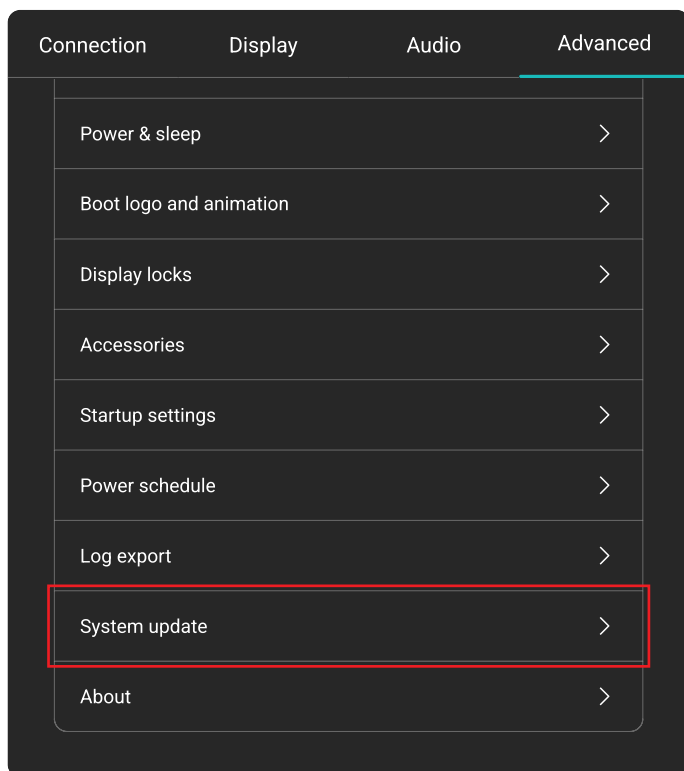 Connection Display Audio Advanced
Power & sleep
Boot logo and animation
Display locks
Accessories
Startup settings
Power schedule
Log export
System update
About